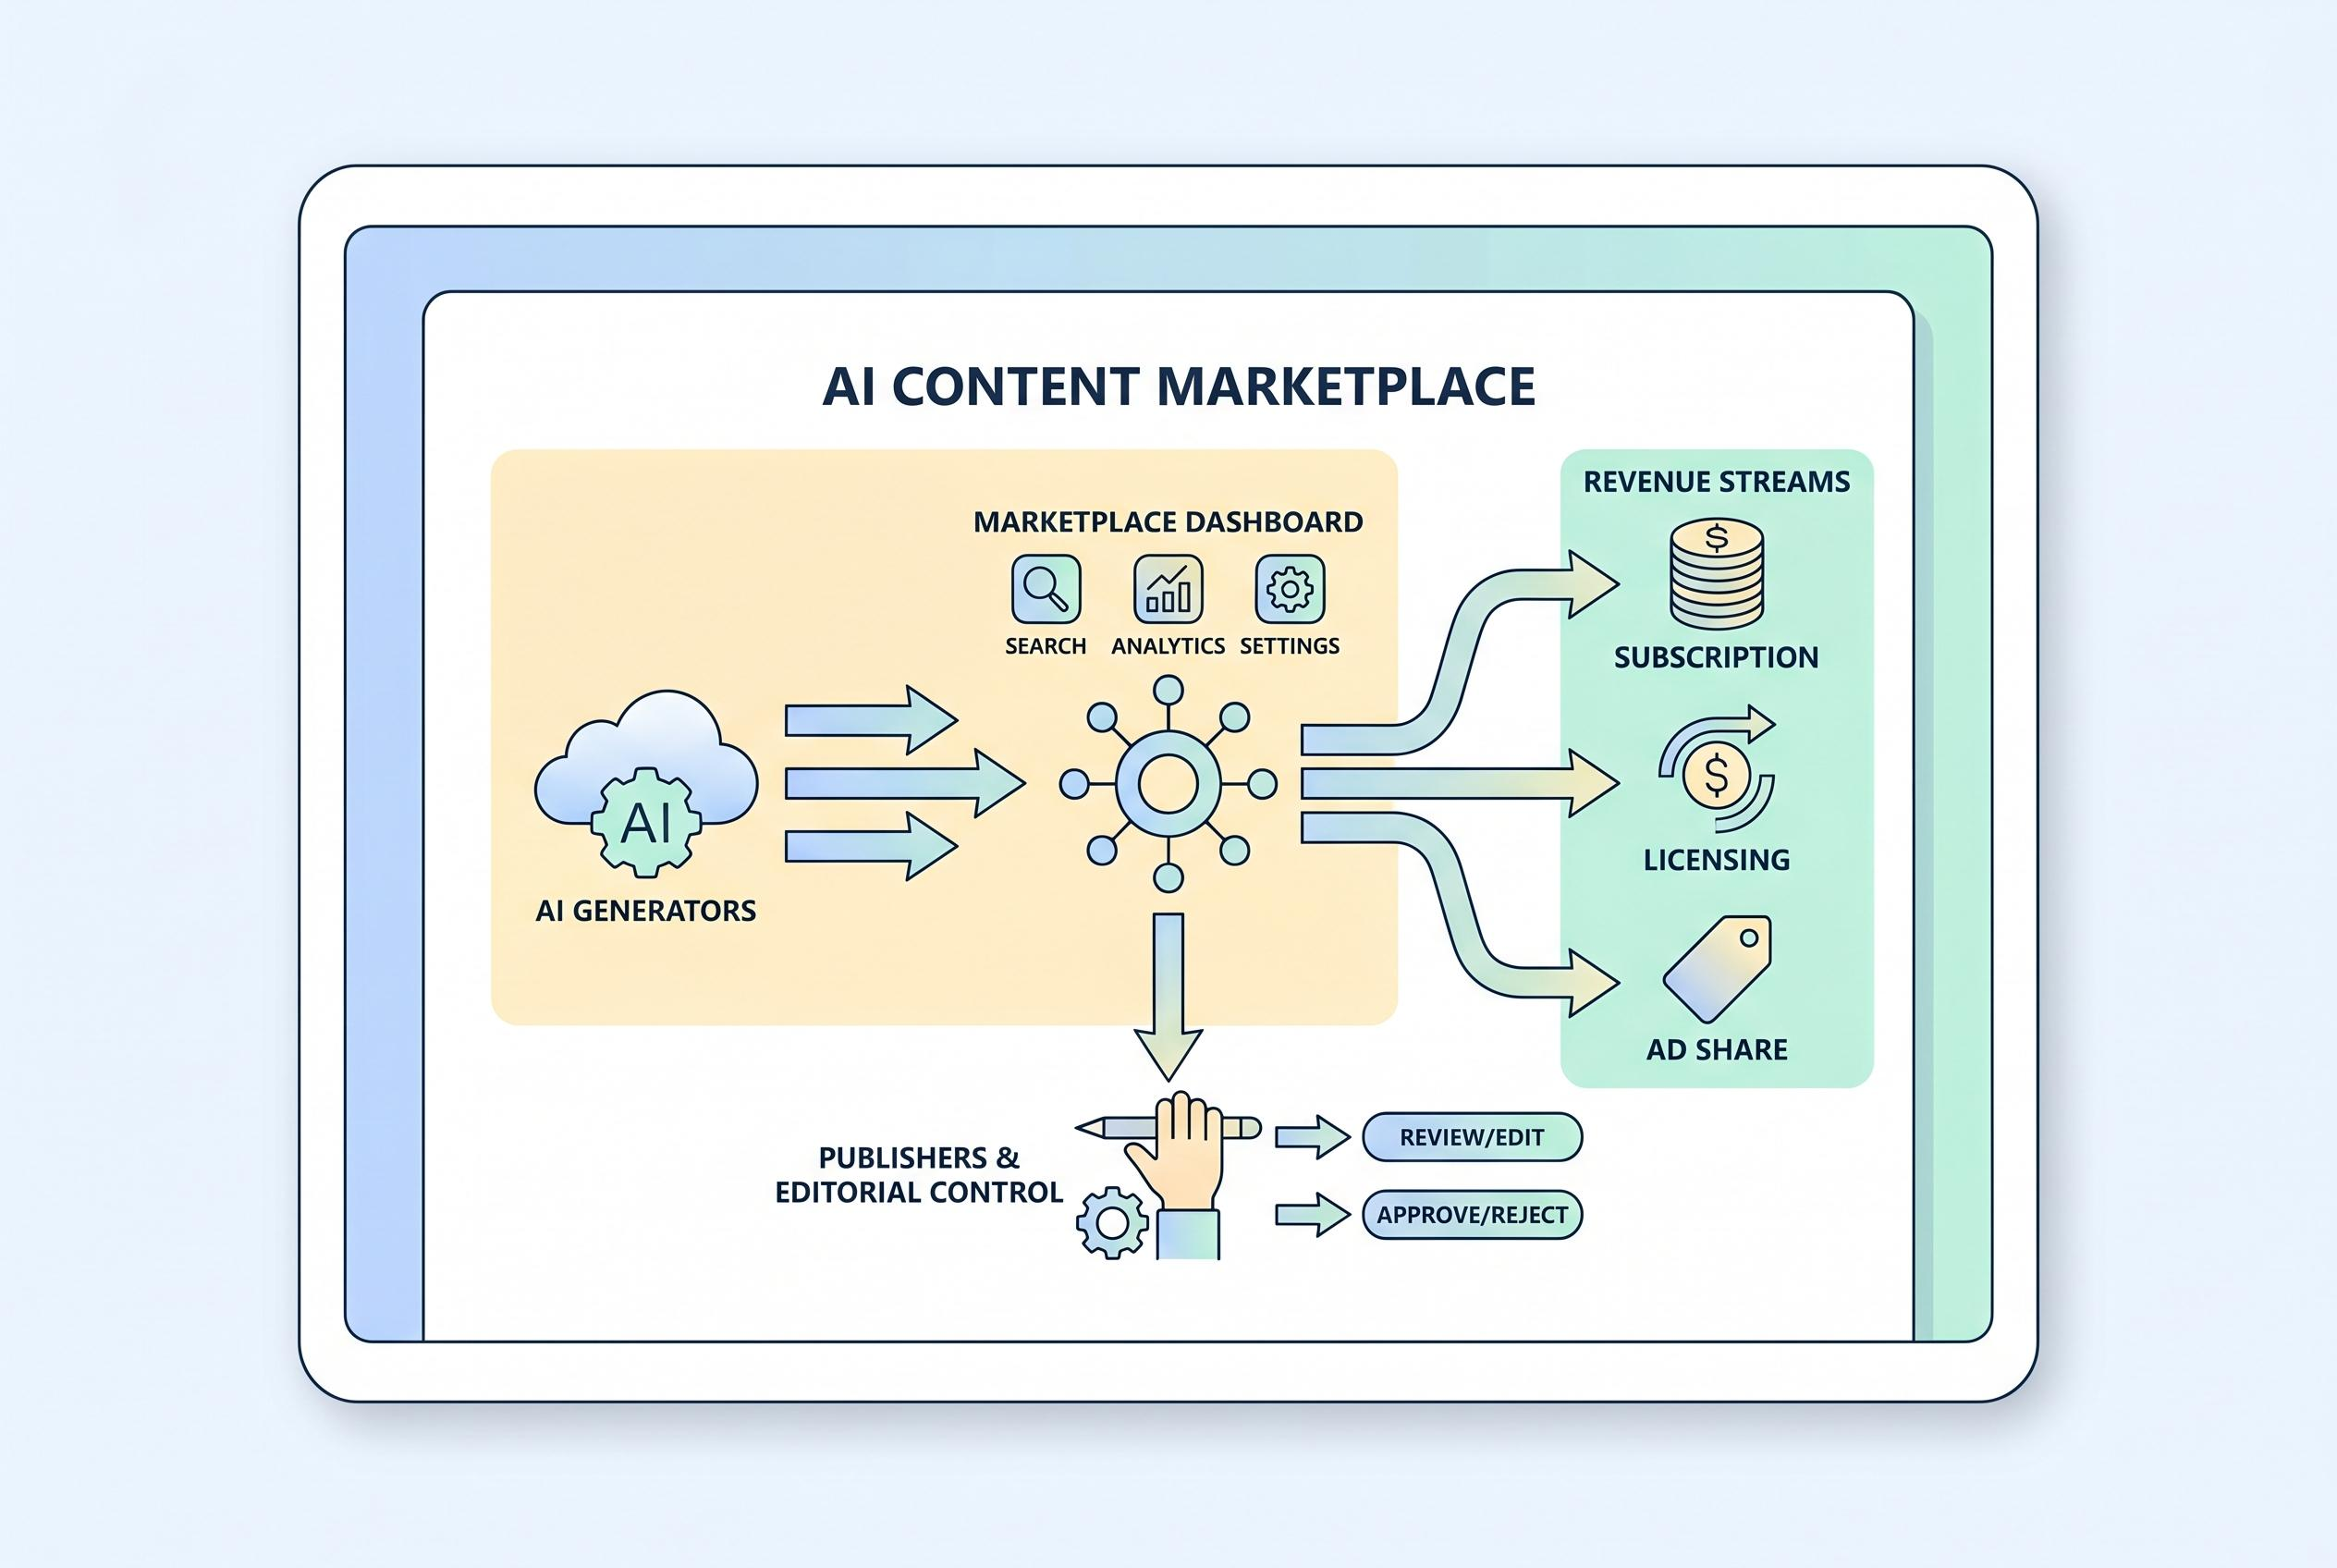 AI CONTENT MARKETPLACE
MARKETPLACE DASHBOARD
SEARCH
ANALYTICS
SETTINGS
AI
AI GENERATORS
REVENUE STREAMS
$
SUBSCRIPTION
$
LICENSING
AD SHARE
PUBLISHERS &
EDITORIAL CONTROL
REVIEW/EDIT
APPROVE/REJECT